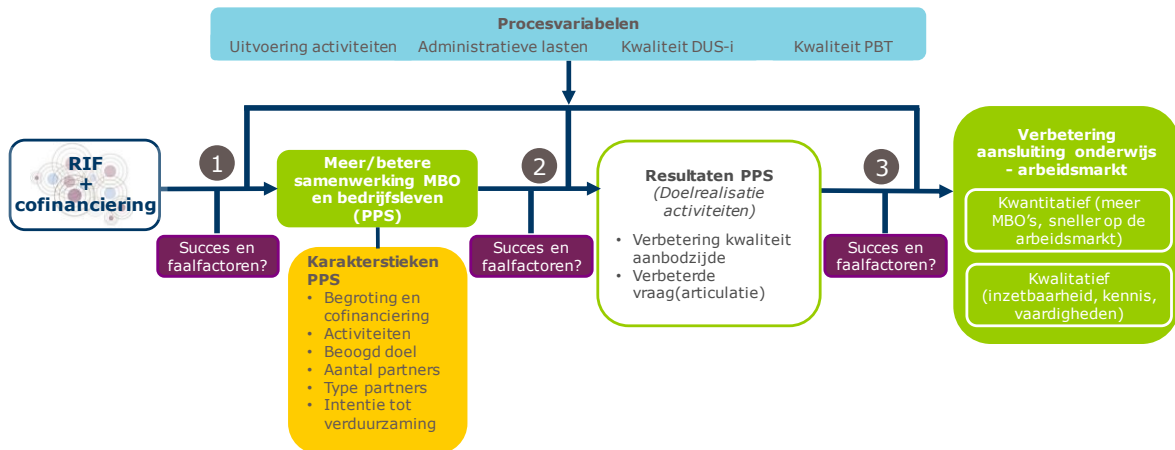 Procesvariabelen
Uitvoering activiteiten Administratieve lasten Kwaliteit DUS-i Kwaliteit PBT
RIF
+
cofinanciering
1
Succes en
faalfactoren?
Meer/betere
samenwerking MBO
en bedrijfsleven
(PPS)
Karakterstieken
PPS
• Begroting en
cofinanciering
• Activiteiten
• Beoogd doel
• Aantal partners
• Type partners
• Intentie tot
verduurzaming
2
Succes en
faalfactoren?
Resultaten PPS
(Doelrealisatie
activiteiten)
• Verbetering kwaliteit
aanbodzijde
• Verbeterde
vraag(articulatie)
3
Succes en
faalfactoren?
Verbetering
aansluiting onderwijs
- arbeidsmarkt
Kwantitatief (meer
MBO's, sneller op de
arbeidsmarkt)
Kwalitatief
(inzetbaarheid, kennis,
vaardigheden)